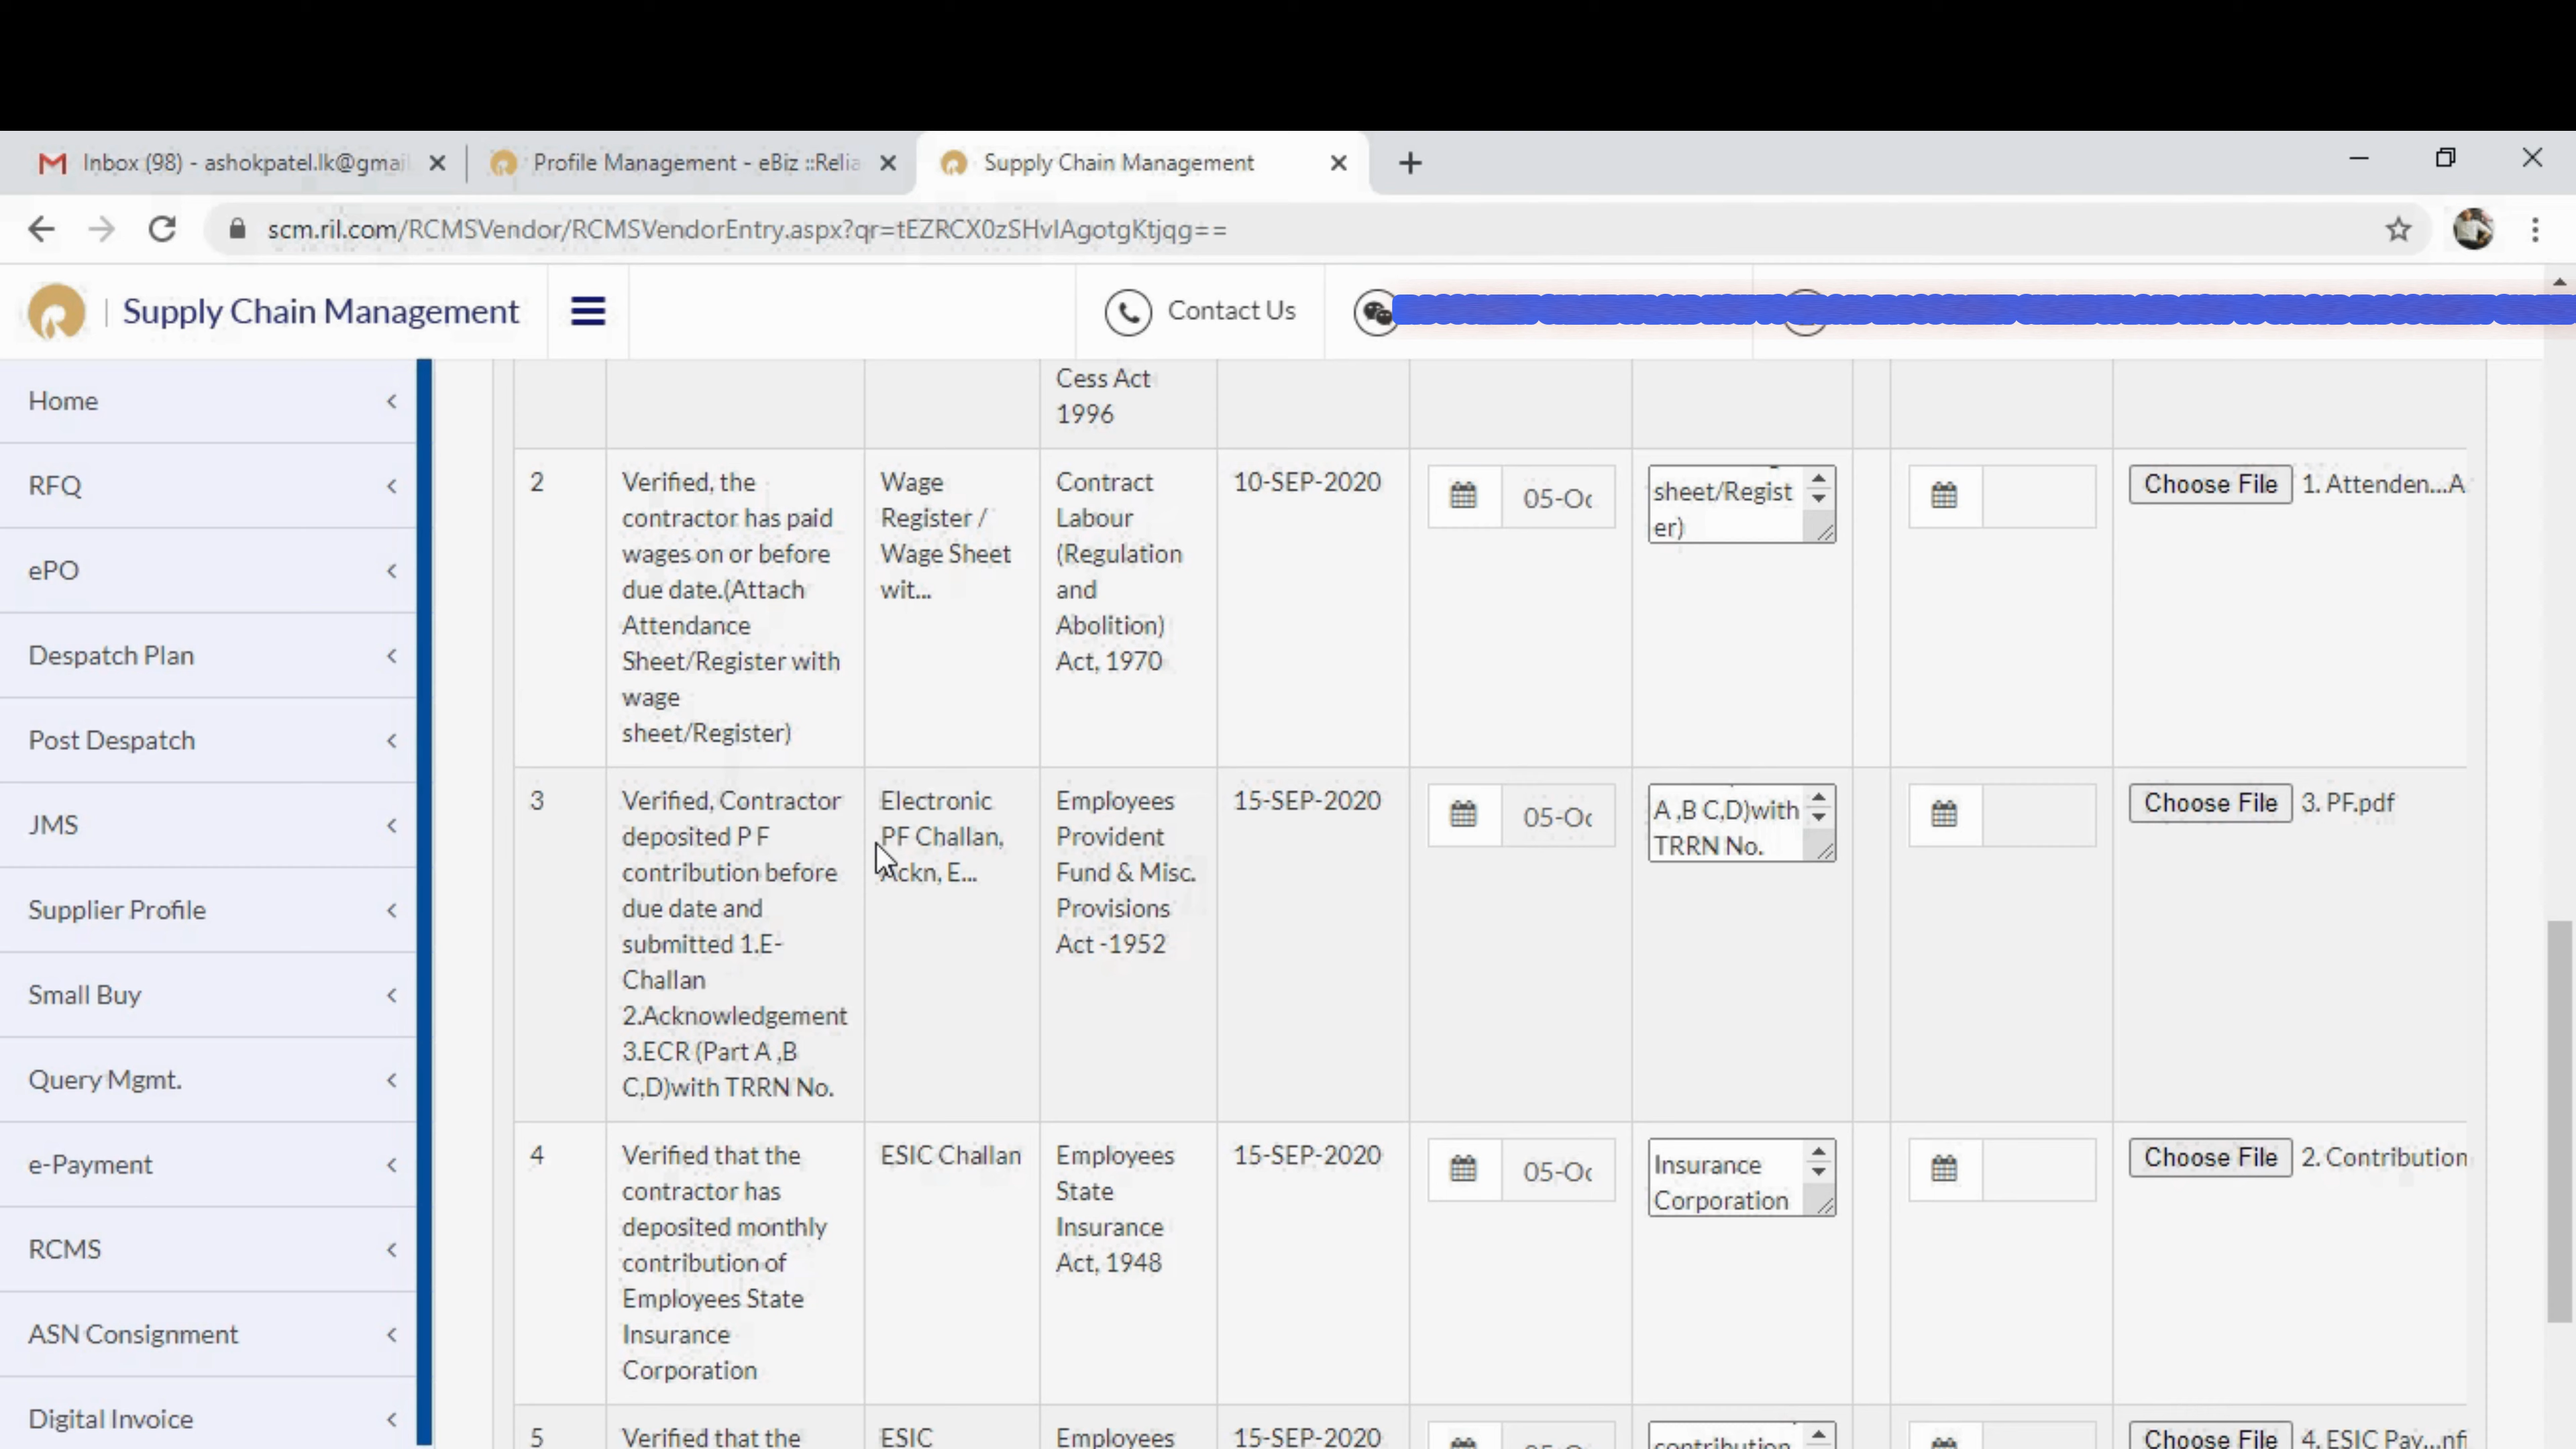 Inbox (98) - ashokpatel.lk@gmai
Profile Management - eBiz ::Relia
Supply Chain Management
scm.ril.com/RCMSVendor/RCMSVendorEntry.aspx?qr=tEZRCX0zSHvIAgotgKtjqg==
Supply Chain Management
Contact Us
Home
RFQ
ePO
Despatch Plan
Post Despatch
JMS
Supplier Profile
Small Buy
Query Mgmt.
e-Payment
RCMS
ASN Consignment
Digital Invoice
Cess Act
1996
2
Verified, the
contractor has paid
wages on or before
due date.(Attach
Attendance
Sheet/Register with
wage
sheet/Register)
Wage
Register /
Wage Sheet
wit...
Contract
Labour
(Regulation
and
Abolition)
Act, 1970
10-SEP-2020
05-Oc
sheet/Regist
er)
Choose File 1. Attenden...A
3
Verified, Contractor
deposited P F
contribution before
due date and
submitted 1.E-
Challan
2.Acknowledgement
3.ECR (Part A ,B
C,D)with TRRN No.
Electronic
PF Challan,
Ackn, E...
Employees
Provident
Fund & Misc.
Provisions
Act -1952
15-SEP-2020
05-Oc
A ,B C,D)with
TRRN No.
Choose File 3. PF.pdf
4
Verified that the
contractor has
deposited monthly
contribution of
Employees State
Insurance
Corporation
ESIC Challan
Employees
State
Insurance
Act, 1948
15-SEP-2020
05-Oc
Insurance
Corporation
Choose File 2. Contribution
5
Verified that the
ESIC
Employees
15-SEP-2020
contribution
Choose File 4. ESIC Pay...nfi